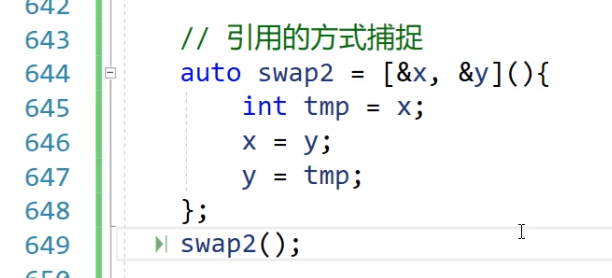 642
643 // 引用的方式捕捉
644 auto swap2 = [&x, &y](){
645 int tmp = x;
646 x = y;
647 y = tmp;
648 };
649 swap2();
650